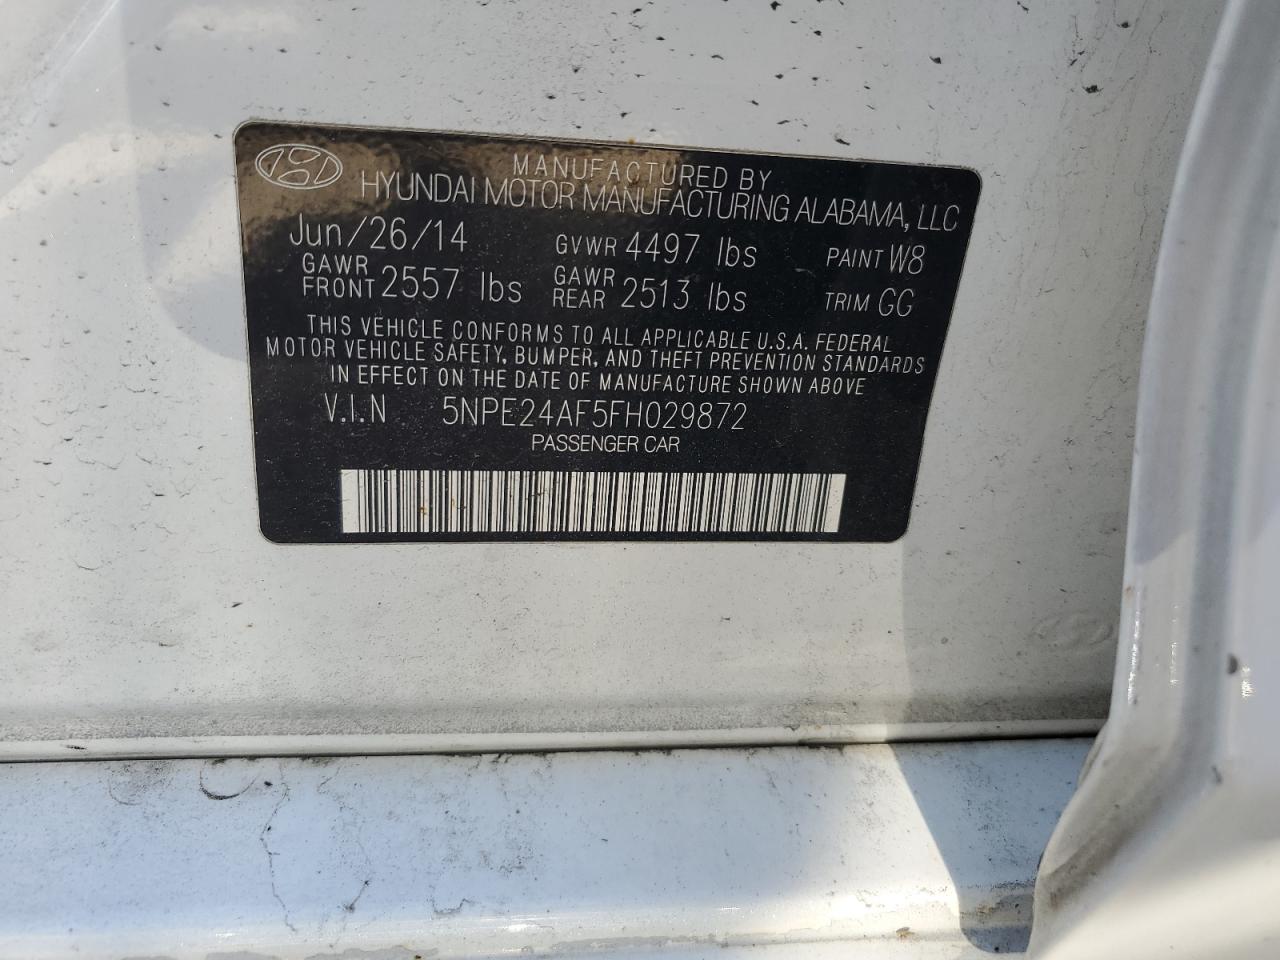 MANUFACTURED BY
HYUNDAI MOTOR MANUFACTURING ALABAMA, LLC
Jun/26/14 GVWR 4497 lbs PAINT W8
GAWR FRONT 2557 lbs GAWR REAR 2513 lbs TRIM GG
THIS VEHICLE CONFORMS TO ALL APPLICABLE U.S.A. FEDERAL
MOTOR VEHICLE SAFETY, BUMPER, AND THEFT PREVENTION STANDARDS
IN EFFECT ON THE DATE OF MANUFACTURE SHOWN ABOVE
V.I.N 5NPE24AF5FH029872
PASSENGER CAR